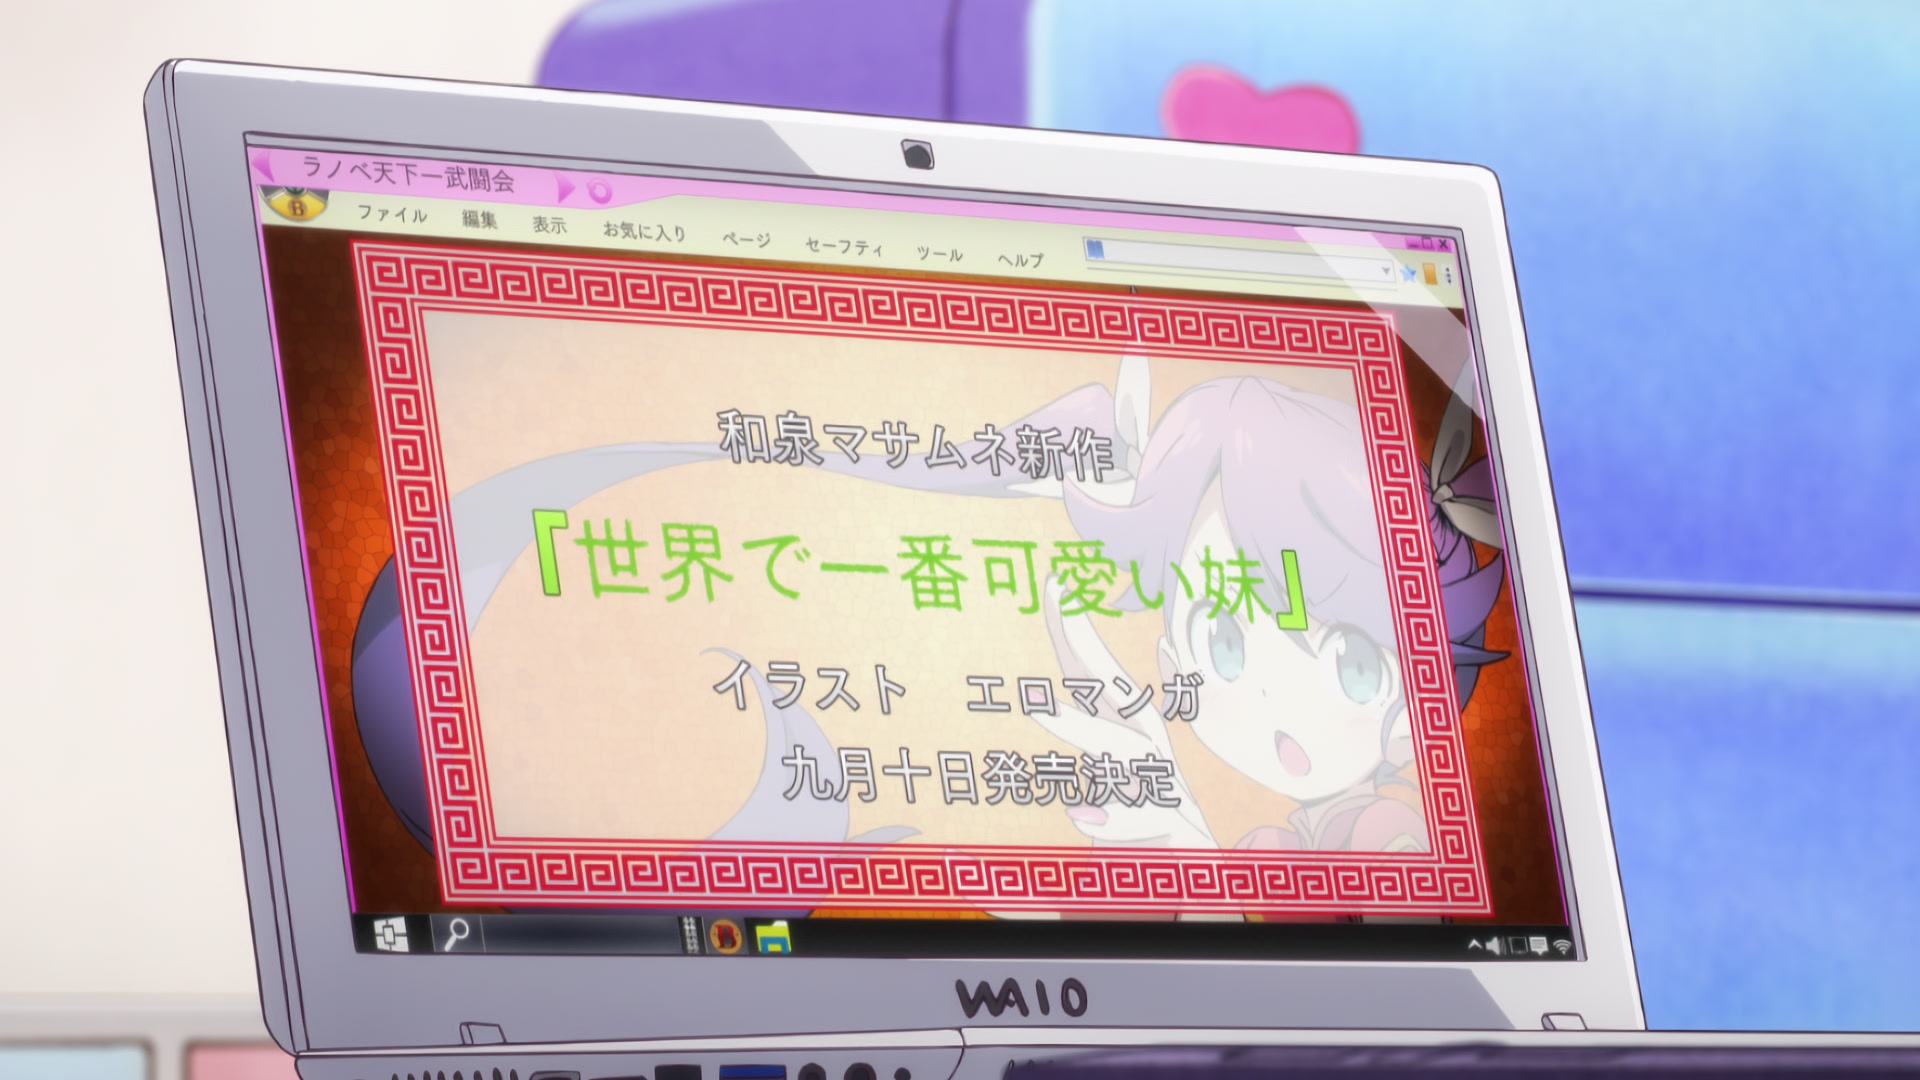 ラノベ天下一武闘会
B
ファイル 編集 表示 お気に入り ページ セーフティ ツール ヘルプ
和泉マサムネ新作
『世界で一番可愛い妹』
イラスト エロマンガ
九月十日発売決定
WAIO